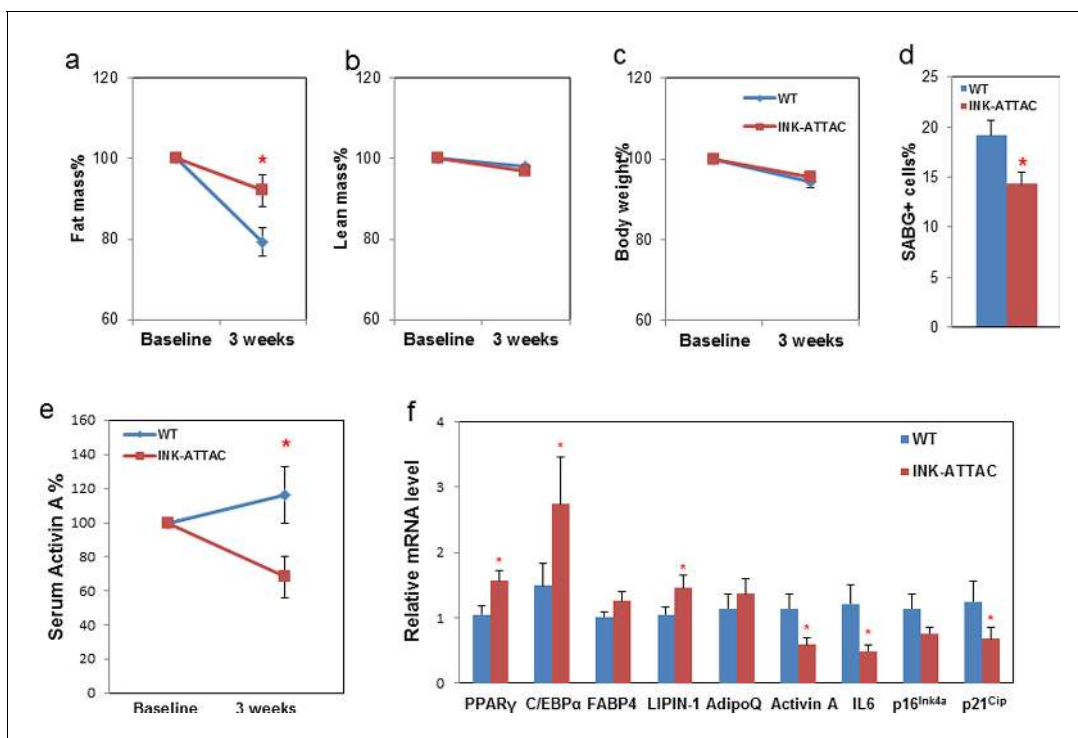 a
120
100
80
60
Fat mass%
*
Baseline 3 weeks
b
120
100
80
60
Lean mass%
Baseline 3 weeks
c
120
100
80
60
Body weight%
WT
INK-ATTAC
Baseline 3 weeks
d
25
20
15
10
5
0
SABG+ cells%
WT
INK-ATTAC
*
e
160
140
120
100
80
60
40
20
0
Serum Activin A %
WT
INK-ATTAC
*
Baseline 3 weeks
f
4
3
2
1
0
Relative mRNA level
WT
INK-ATTAC
* * * * * *
PPARγ C/EBPα FABP4 LIPIN-1 AdipoQ Activin A IL6 p16Ink4a p21Cip